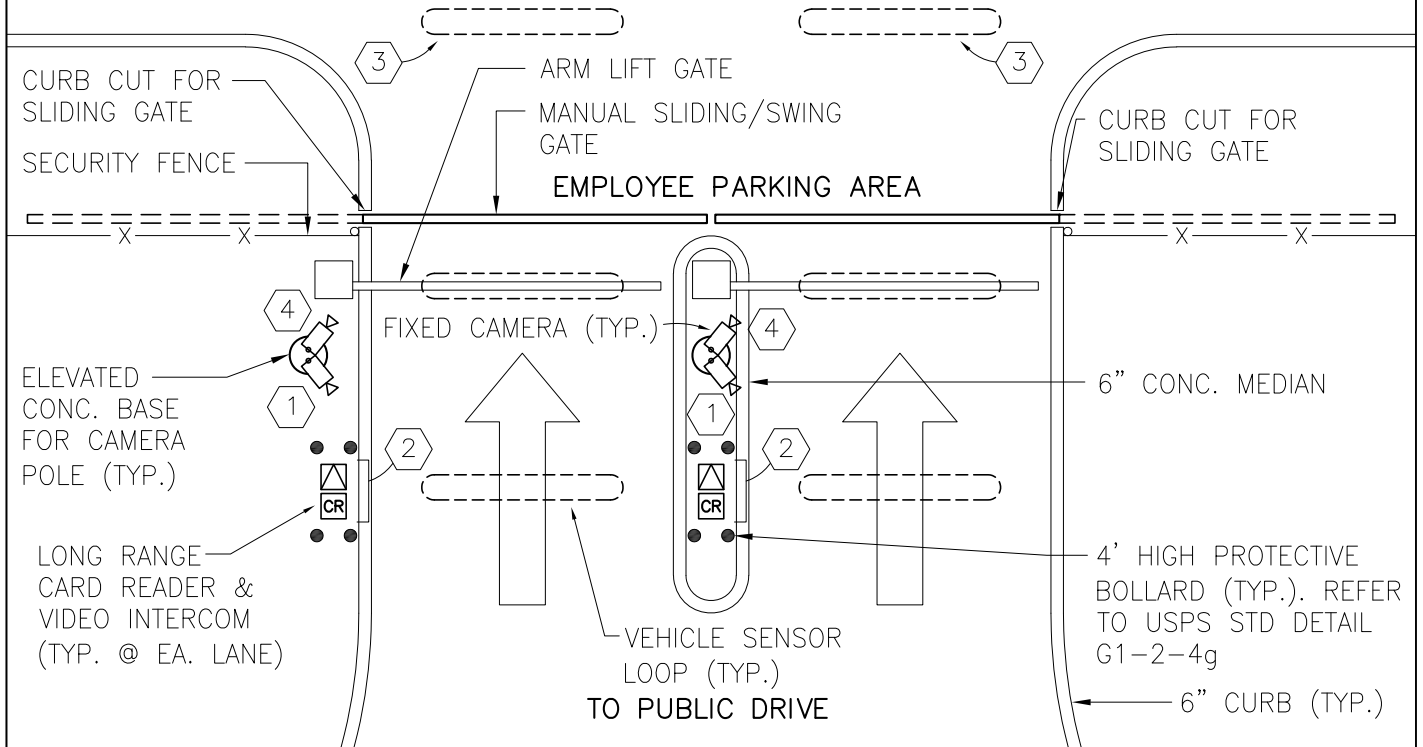 3
3
ARM LIFT GATE
CURB CUT FOR
SLIDING GATE
MANUAL SLIDING/SWING
GATE
CURB CUT FOR
SLIDING GATE
SECURITY FENCE
EMPLOYEE PARKING AREA
X
X
X
X
4
FIXED CAMERA (TYP.)
4
ELEVATED
CONC. BASE
FOR CAMERA
POLE (TYP.)
1
1
6" CONC. MEDIAN
2
2
CR
CR
LONG RANGE
CARD READER &
VIDEO INTERCOM
(TYP. @ EA. LANE)
4' HIGH PROTECTIVE
BOLLARD (TYP.). REFER
TO USPS STD DETAIL
G1-2-4g
VEHICLE SENSOR
LOOP (TYP.)
TO PUBLIC DRIVE
6" CURB (TYP.)